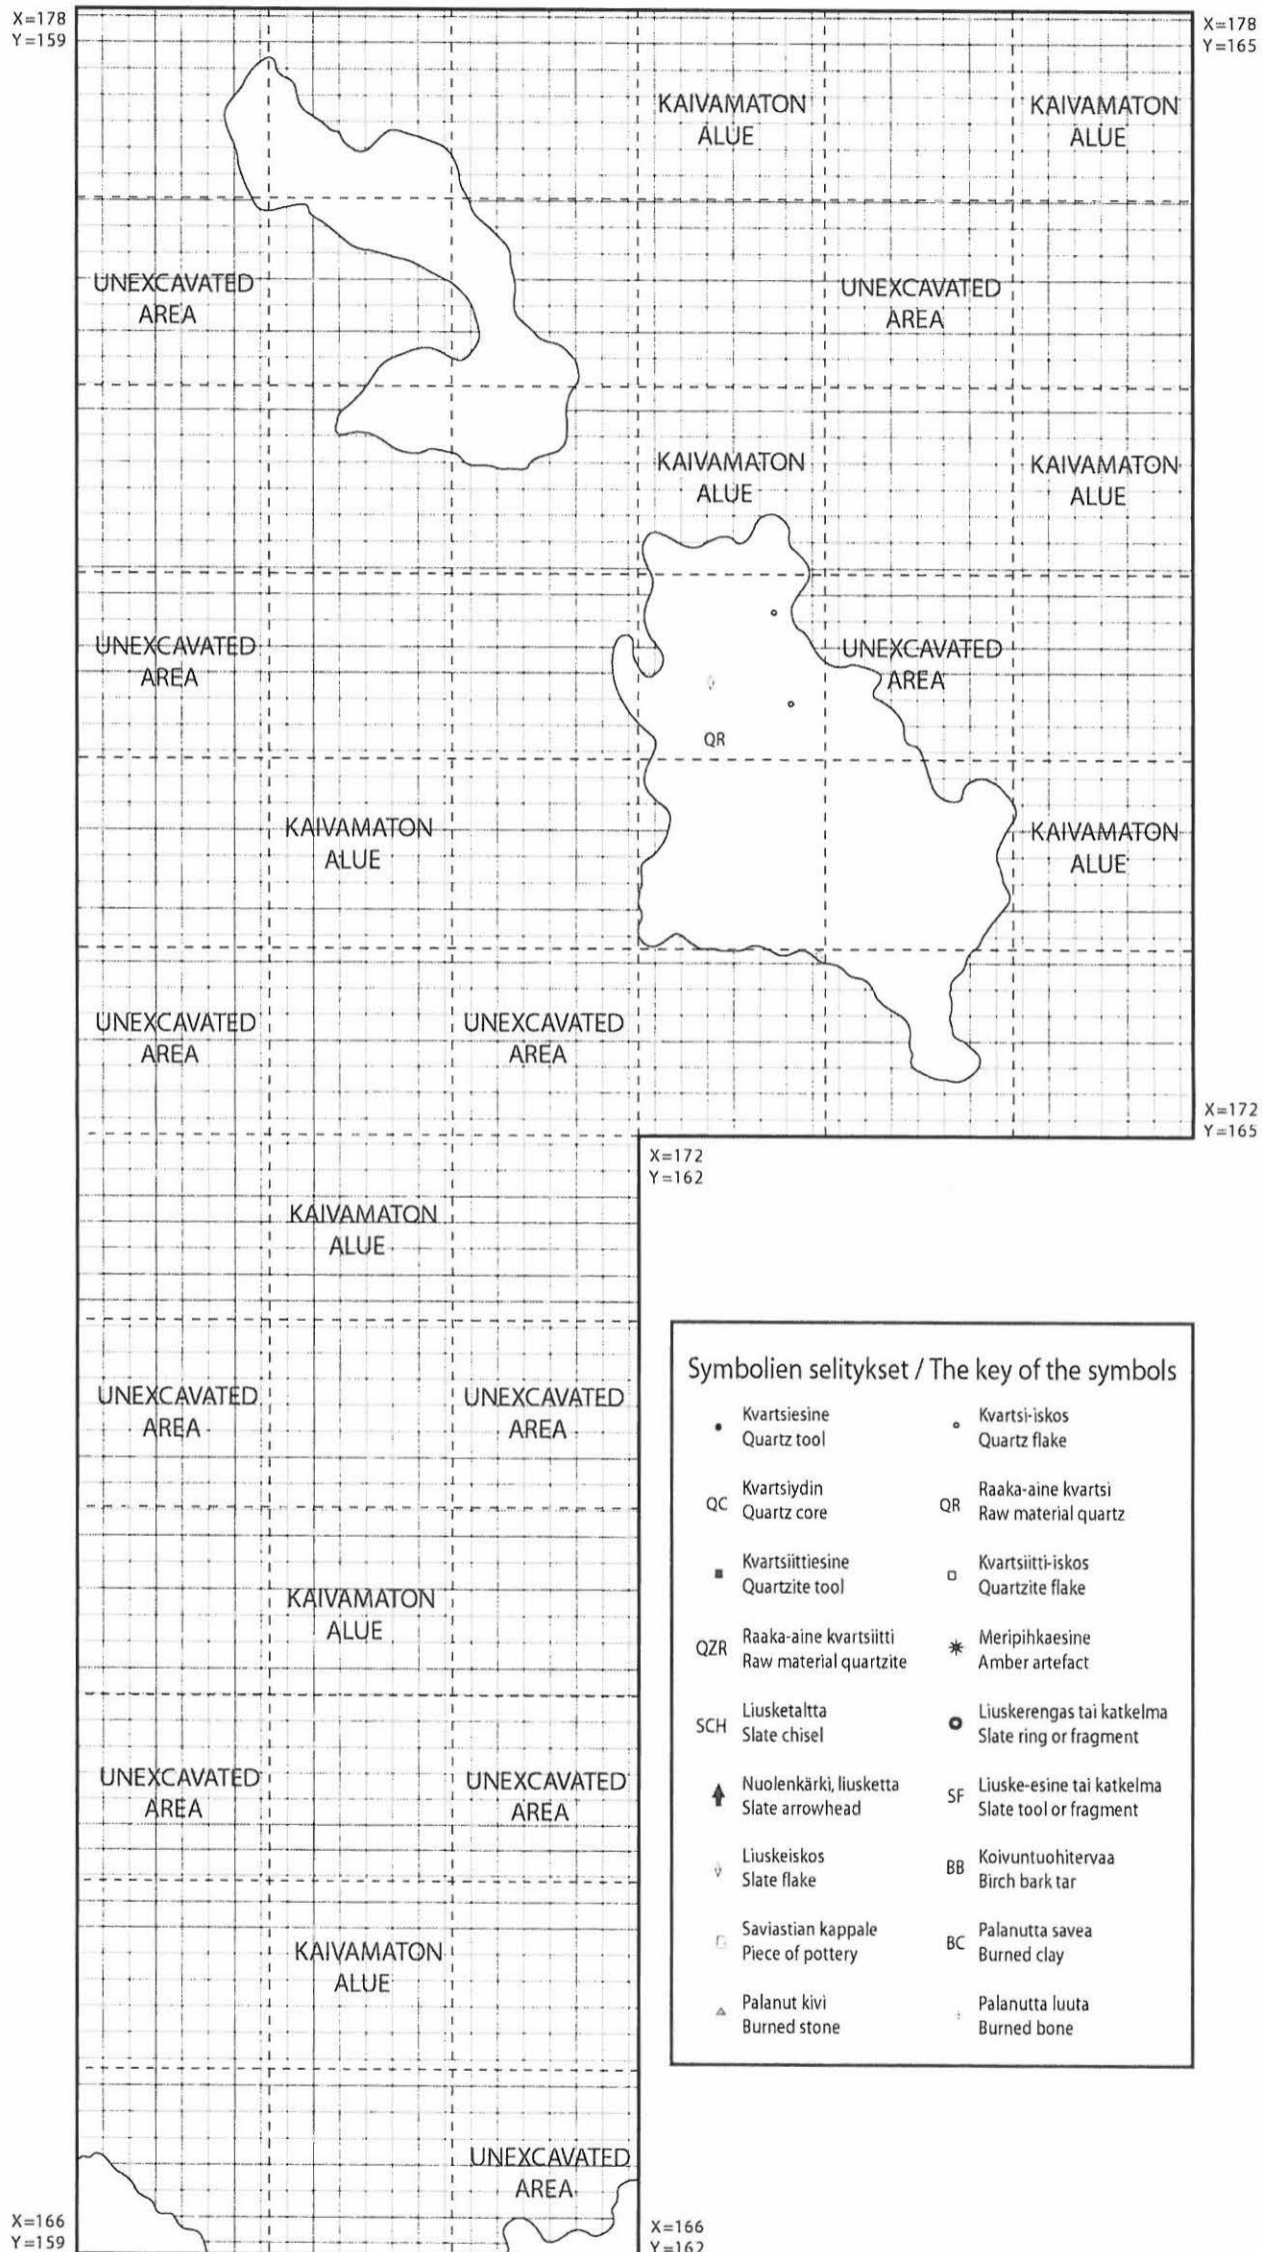 X=178
Y=159
X=178
Y=165
KAIVAMATON
ALUE
KAIVAMATON
ALUE
UNEXCAVATED
AREA
UNEXCAVATED
AREA
KAIVAMATON
ALUE
KAIVAMATON
ALUE
UNEXCAVATED
AREA
UNEXCAVATED
AREA
QR
KAIVAMATON
ALUE
KAIVAMATON
ALUE
UNEXCAVATED
AREA
UNEXCAVATED
AREA
X=172
Y=165
X=172
Y=162
KAIVAMATON
ALUE
UNEXCAVATED
AREA
UNEXCAVATED
AREA
KAIVAMATON
ALUE
UNEXCAVATED
AREA
UNEXCAVATED
AREA
KAIVAMATON
ALUE
UNEXCAVATED
AREA
X=166
Y=159
X=166
Y=162
Symbolien selitykset / The key of the symbols
Kvartsiesine
Quartz tool
Kvartsi-iskos
Quartz flake
QC Kvartsiydin
Quartz core
QR Raaka-aine kvartsi
Raw material quartz
Kvartsiittiesine
Quartzite tool
Kvartsiitti-iskos
Quartzite flake
QZR Raaka-aine kvartsiitti
Raw material quartzite
Meripihkaesine
Amber artefact
SCH Liusketaltta
Slate chisel
Liuskerengas tai katkelma
Slate ring or fragment
Nuolenkärki, liusketta
Slate arrowhead
SF Liuske-esine tai katkelma
Slate tool or fragment
Liuskeiskos
Slate flake
BB Koivuntuohitervaa
Birch bark tar
Saviastian kappale
Piece of pottery
BC Palanutta savea
Burned clay
Palanut kivi
Burned stone
Palanutta luuta
Burned bone